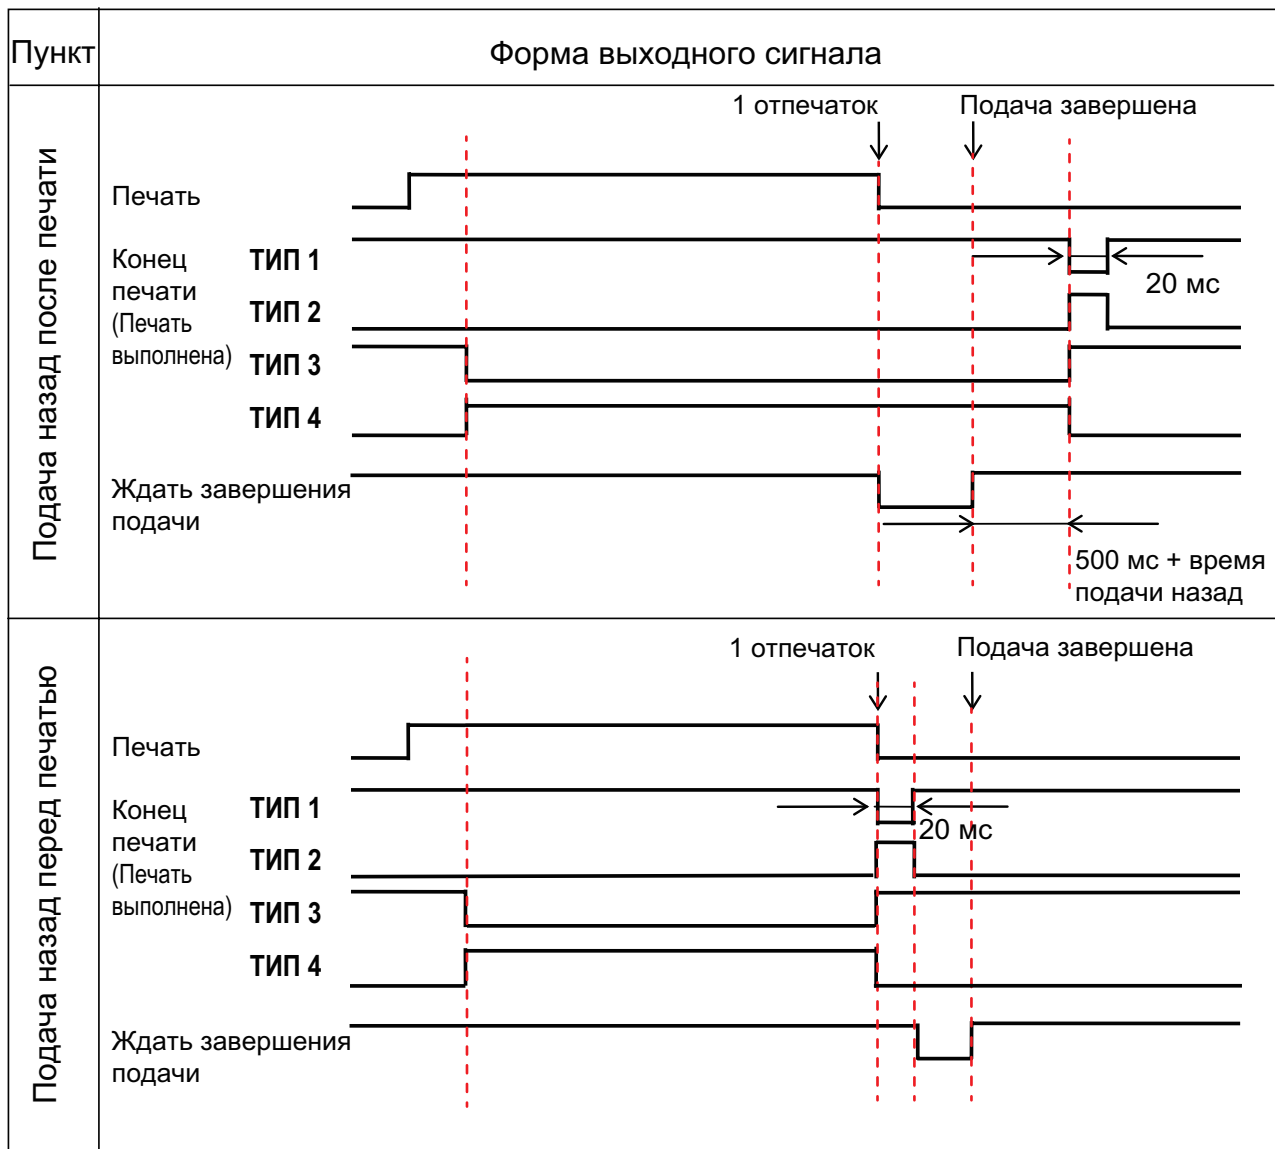 Пункт
Форма выходного сигнала
Подача назад после печати
1 отпечаток
Подача завершена
Печать
Конец
печати
(Печать
выполнена)
ТИП 1
ТИП 2
ТИП 3
ТИП 4
20 мс
Ждать завершения
подачи
500 мс + время
подачи назад
Подача назад перед печатью
1 отпечаток
Подача завершена
Печать
Конец
печати
(Печать
выполнена)
ТИП 1
ТИП 2
ТИП 3
ТИП 4
20 мс
Ждать завершения
подачи